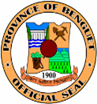 PROVINCE OF BENGUET
1900
OFFICIAL SEAL